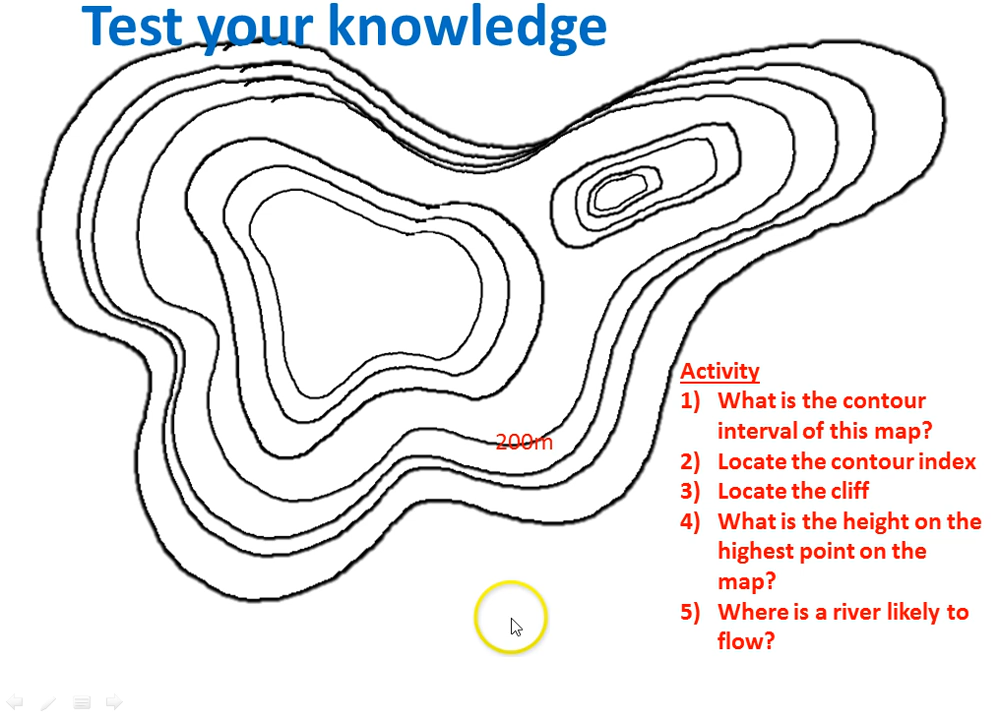 Test your knowledge
Activity
1) What is the contour
interval of this map?
2) Locate the contour index
3) Locate the cliff
4) What is the height on the
highest point on the
map?
5) Where is a river likely to
flow?
200m